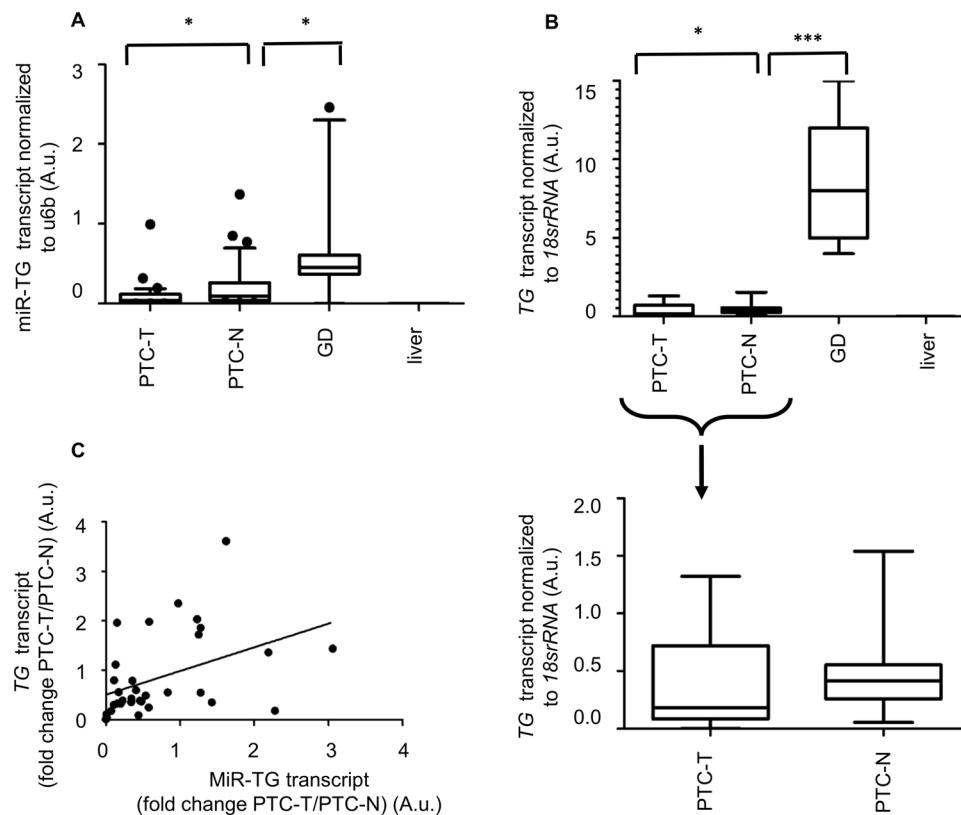 A
*
*
3
2
1
0
miR-TG transcript normalized
to u6b (A.u.)
PTC-T
PTC-N
GD
liver
B
*
***
15
10
5
0
TG transcript normalized
to 18srRNA (A.u.)
PTC-T
PTC-N
GD
liver
C
4
3
2
1
0
TG transcript
(fold change PTC-T/PTC-N) (A.u.)
0
1
2
3
4
MiR-TG transcript
(fold change PTC-T/PTC-N) (A.u.)
2.0
1.5
1.0
0.5
0.0
TG transcript normalized
to 18srRNA (A.u.)
PTC-T
PTC-N